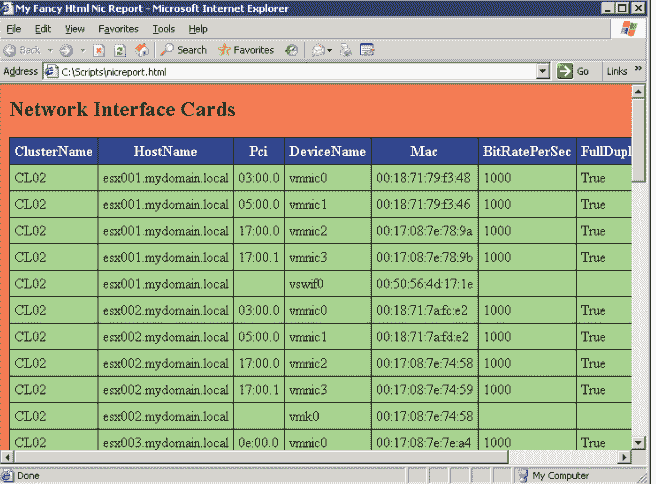 My Fancy Html Nic Report - Microsoft Internet Explorer
File Edit View Favorites Tools Help
Back Search Favorites
Address C:\Scripts\nicreport.html Go Links »
Network Interface Cards
ClusterName HostName Pci DeviceName Mac BitRatePerSec FullDupl
CL02 esx001.mydomain.local 03:00.0 vmnic0 00:18:71:79:f3:48 1000 True
CL02 esx001.mydomain.local 05:00.0 vmnic1 00:18:71:79:f3:46 1000 True
CL02 esx001.mydomain.local 17:00.0 vmnic2 00:17:08:7e:78:9a 1000 True
CL02 esx001.mydomain.local 17:00.1 vmnic3 00:17:08:7e:78:9b 1000 True
CL02 esx001.mydomain.local vswif0 00:50:56:4d:17:1e
CL02 esx002.mydomain.local 03:00.0 vmnic0 00:18:71:7a:fc:e2 1000 True
CL02 esx002.mydomain.local 05:00.0 vmnic1 00:18:71:7a:fd:e2 1000 True
CL02 esx002.mydomain.local 17:00.0 vmnic2 00:17:08:7e:74:58 1000 True
CL02 esx002.mydomain.local 17:00.1 vmnic3 00:17:08:7e:74:59 1000 True
CL02 esx002.mydomain.local vmk0 00:17:08:7e:74:58
CL02 esx003.mydomain.local 0e:00.0 vmnic0 00:17:08:7e:7e:a4 1000 True
Done My Computer